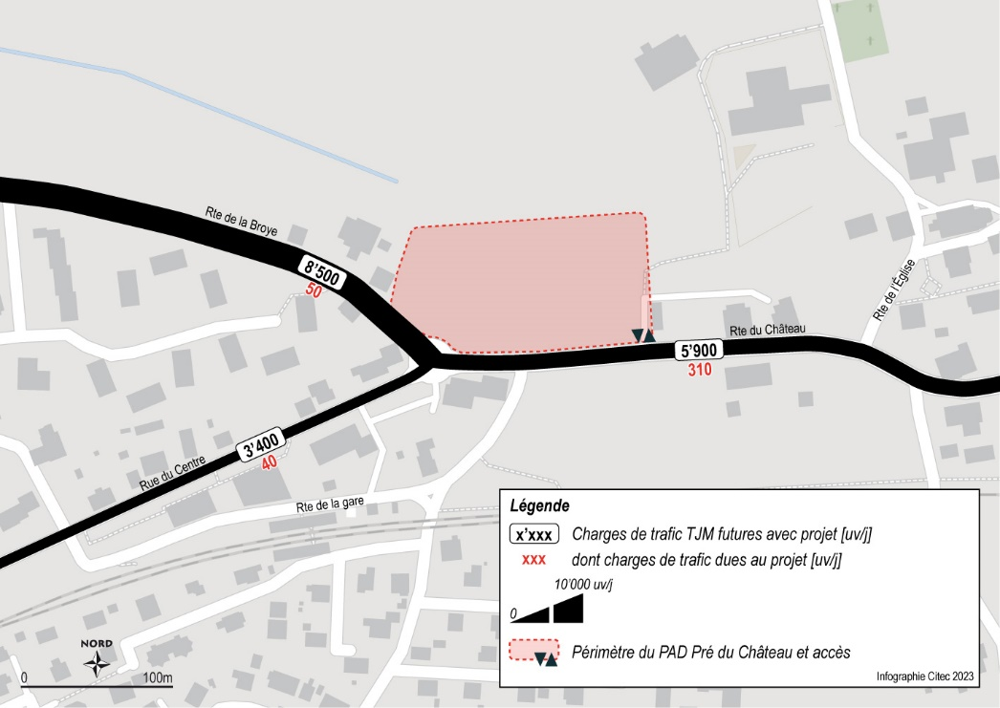 Rte de la Broye
8'500
50
Rte de l'Église
Rte du Château
5'900
310
3'400
40
Rue du Centre
Rte de la gare
Légende
x'xxx Charges de trafic TJM futures avec projet [uv/j]
xxx dont charges de trafic dues au projet [uv/j]
10'000 uv/j
0
Périmètre du PAD Pré du Château et accès
Infographie Citec 2023
NORD
0 100m